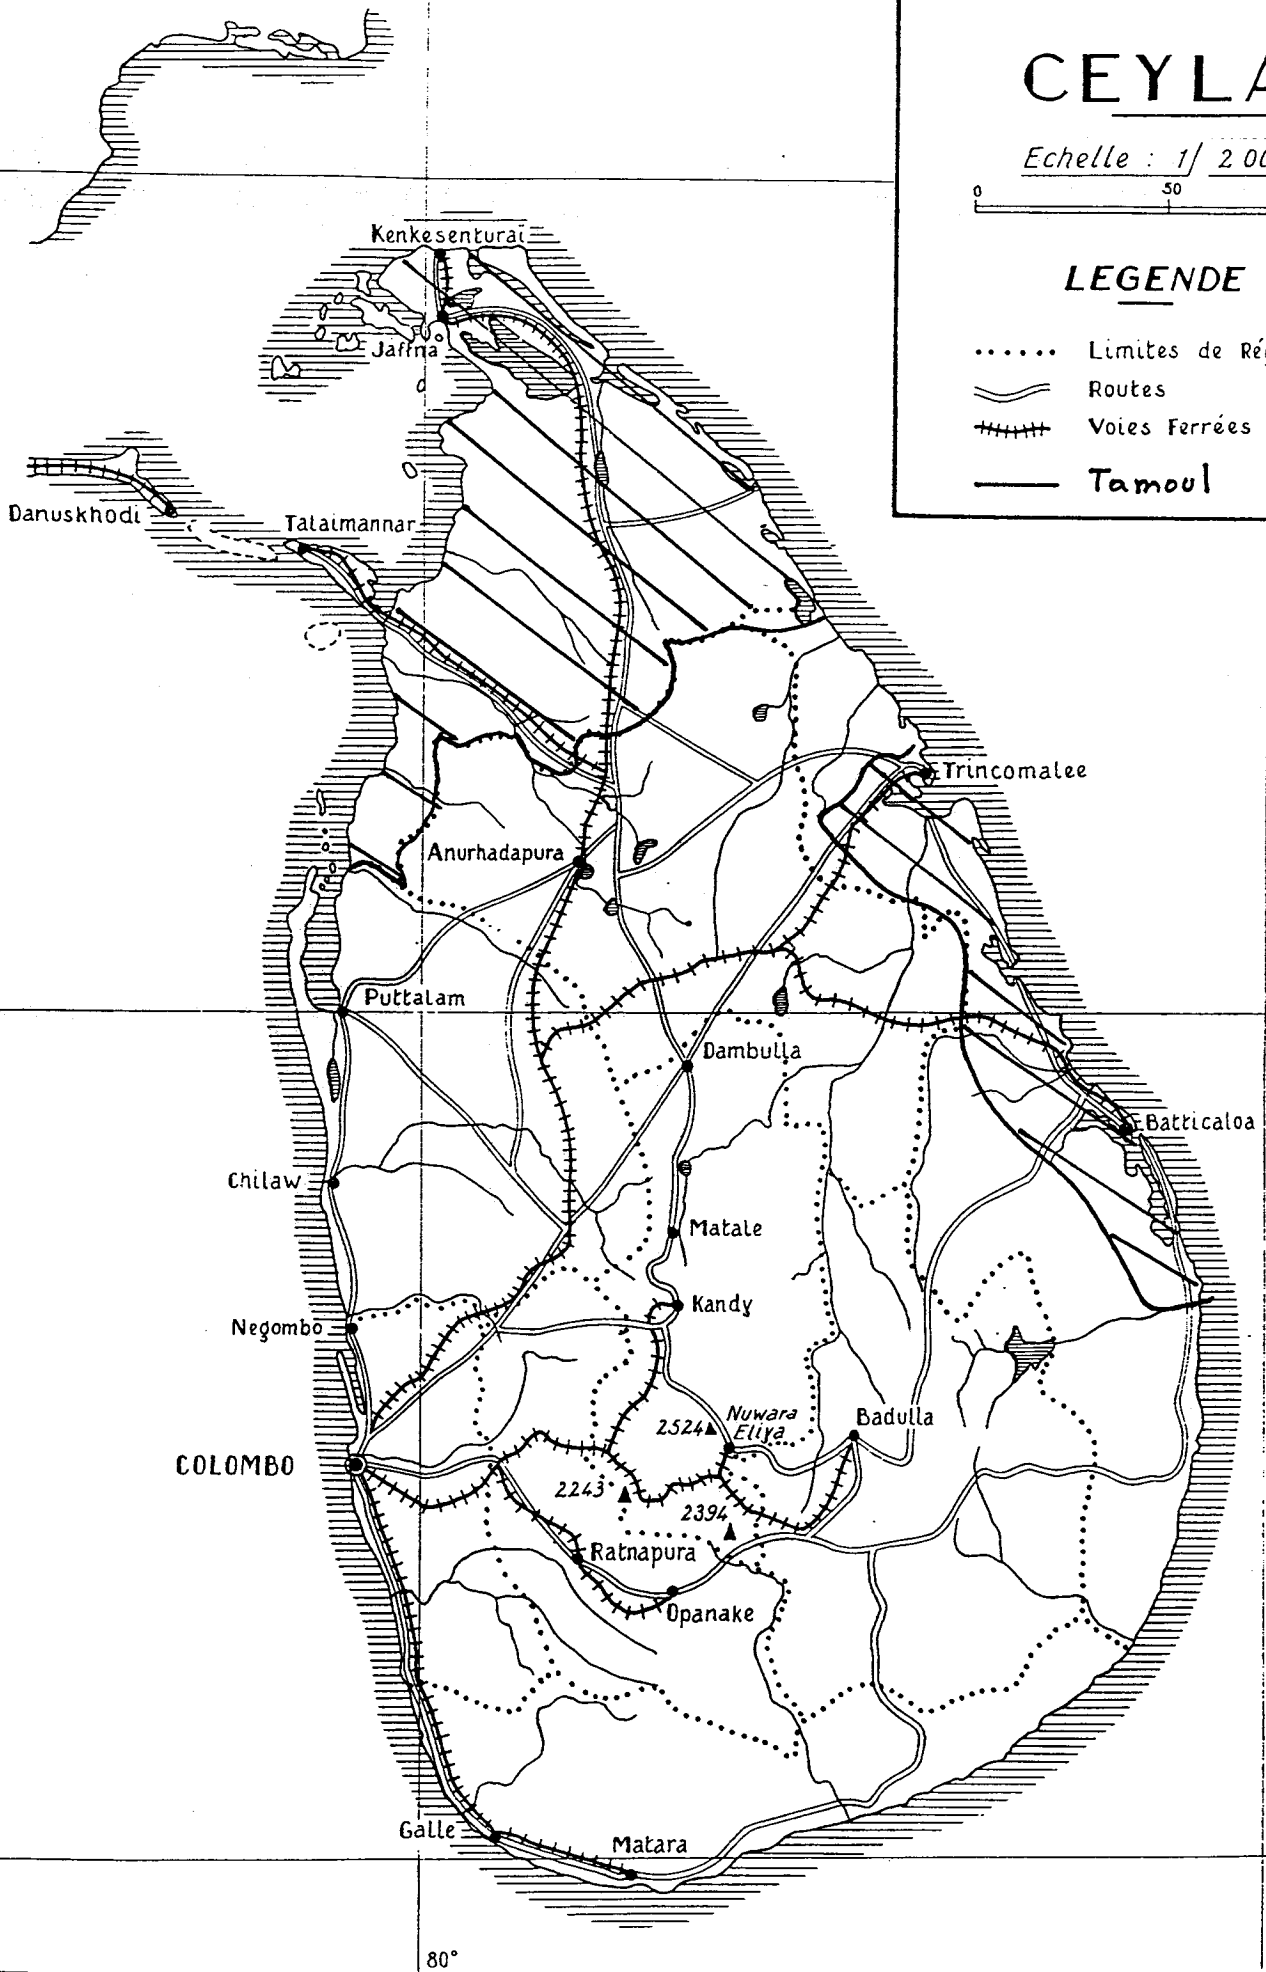 CEYLA
Echelle : 1/ 2 00
0 50
LEGENDE
Limites de Ré
Routes
Voies Ferrées
Tamoul
Kenkesenturaï
Jaffna
Danuskhodi
Talaimannar
Trincomalee
Anurhadapura
Puttalam
Dambulla
Batticaloa
Chilaw
Matale
Kandy
Negombo
2524
Nuwara
Eliya
Badulla
COLOMBO
2243
2394
Ratnapura
Opanake
Galle
Matara
80°